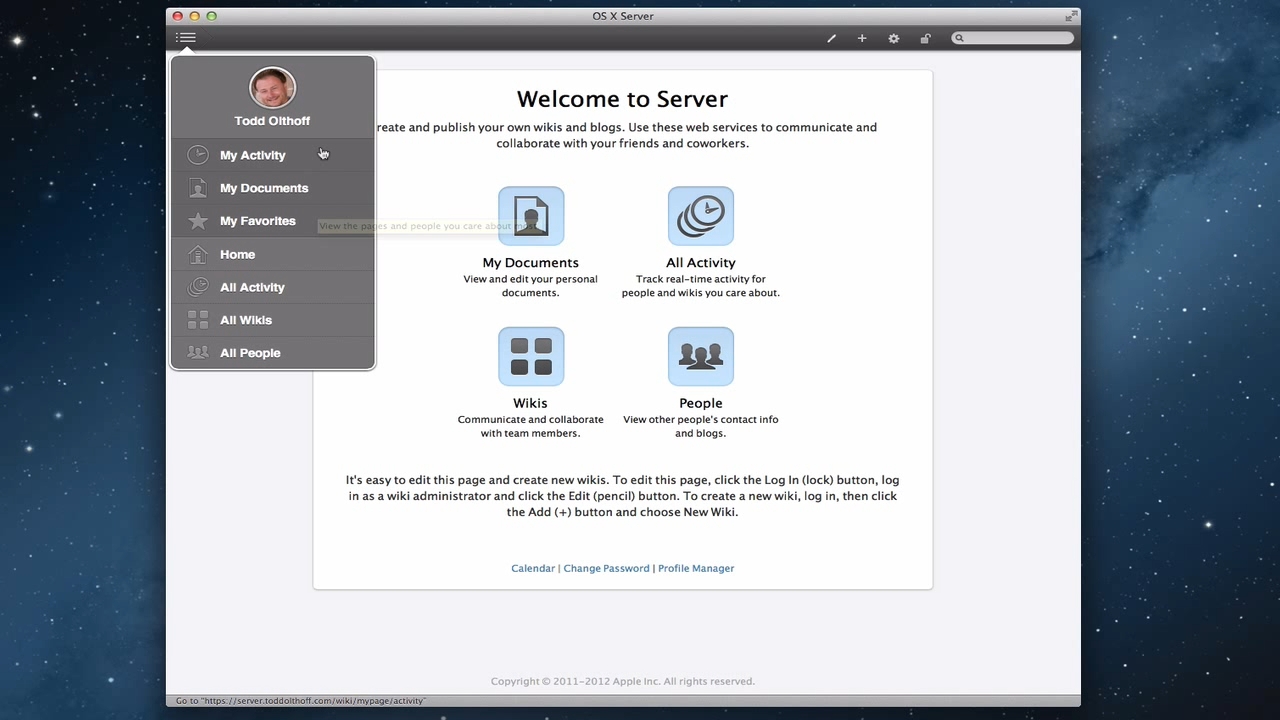 OS X Server
Todd Olthoff
My Activity
My Documents
My Favorites
Home
All Activity
All Wikis
All People
View the pages and people you care about most
Welcome to Server
create and publish your own wikis and blogs. Use these web services to communicate and
collaborate with your friends and coworkers.
My Documents
View and edit your personal
documents.
All Activity
Track real-time activity for
people and wikis you care about.
Wikis
Communicate and collaborate
with team members.
People
View other people's contact info
and blogs.
It's easy to edit this page and create new wikis. To edit this page, click the Log In (lock) button, log
in as a wiki administrator and click the Edit (pencil) button. To create a new wiki, log in, then click
the Add (+) button and choose New Wiki.
Calendar | Change Password | Profile Manager
Copyright © 2011-2012 Apple Inc. All rights reserved.
Go to "https://server.toddolthoff.com/wiki/mypage/activity"